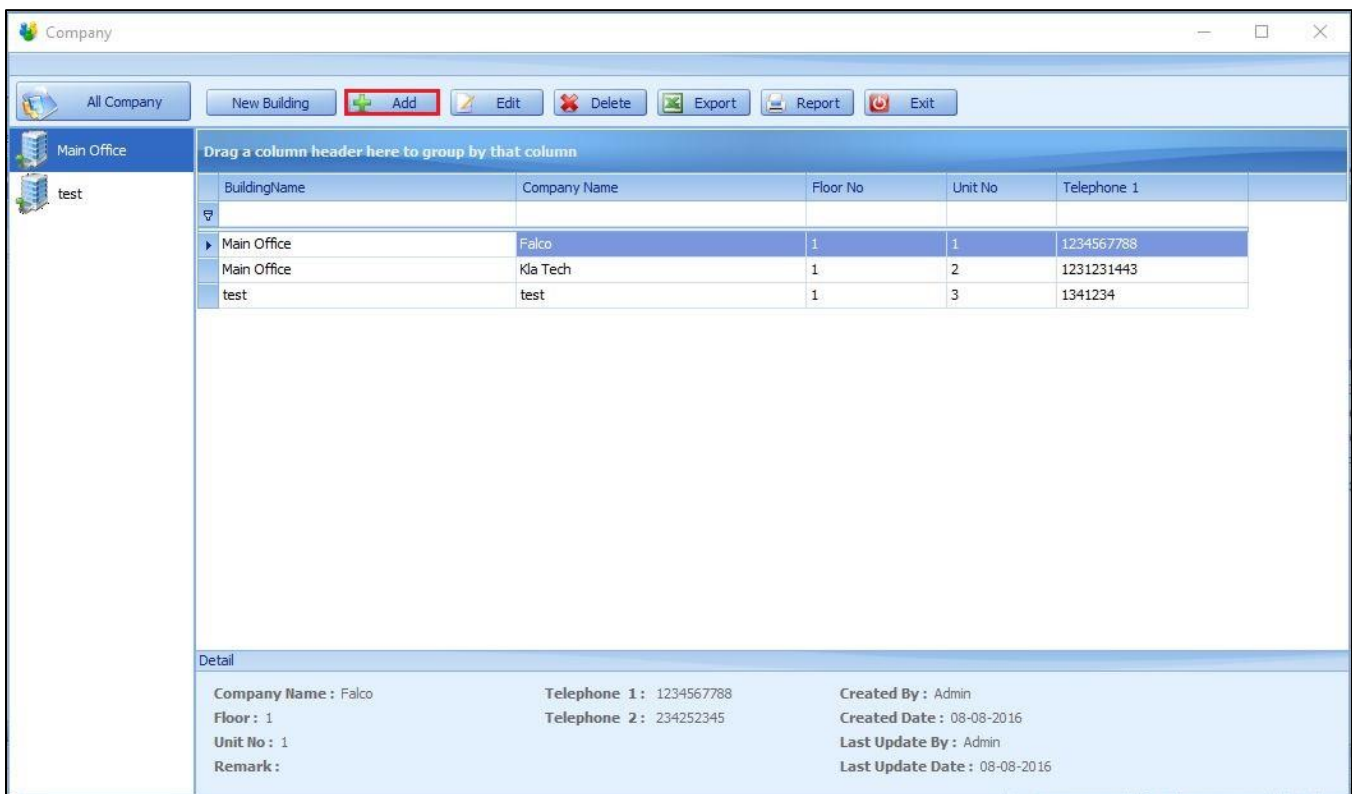 Company
All Company New Building Add Edit Delete Export Report Exit
Main Office
test
Drag a column header here to group by that column
BuildingName Company Name Floor No Unit No Telephone 1
Main Office Falco 1 1 1234567788
Main Office Kla Tech 1 2 1231231443
test test 1 3 1341234
Detail
Company Name : Falco Telephone 1 : 1234567788 Created By : Admin
Floor : 1 Telephone 2 : 234252345 Created Date : 08-08-2016
Unit No : 1 Last Update By : Admin
Remark : Last Update Date : 08-08-2016